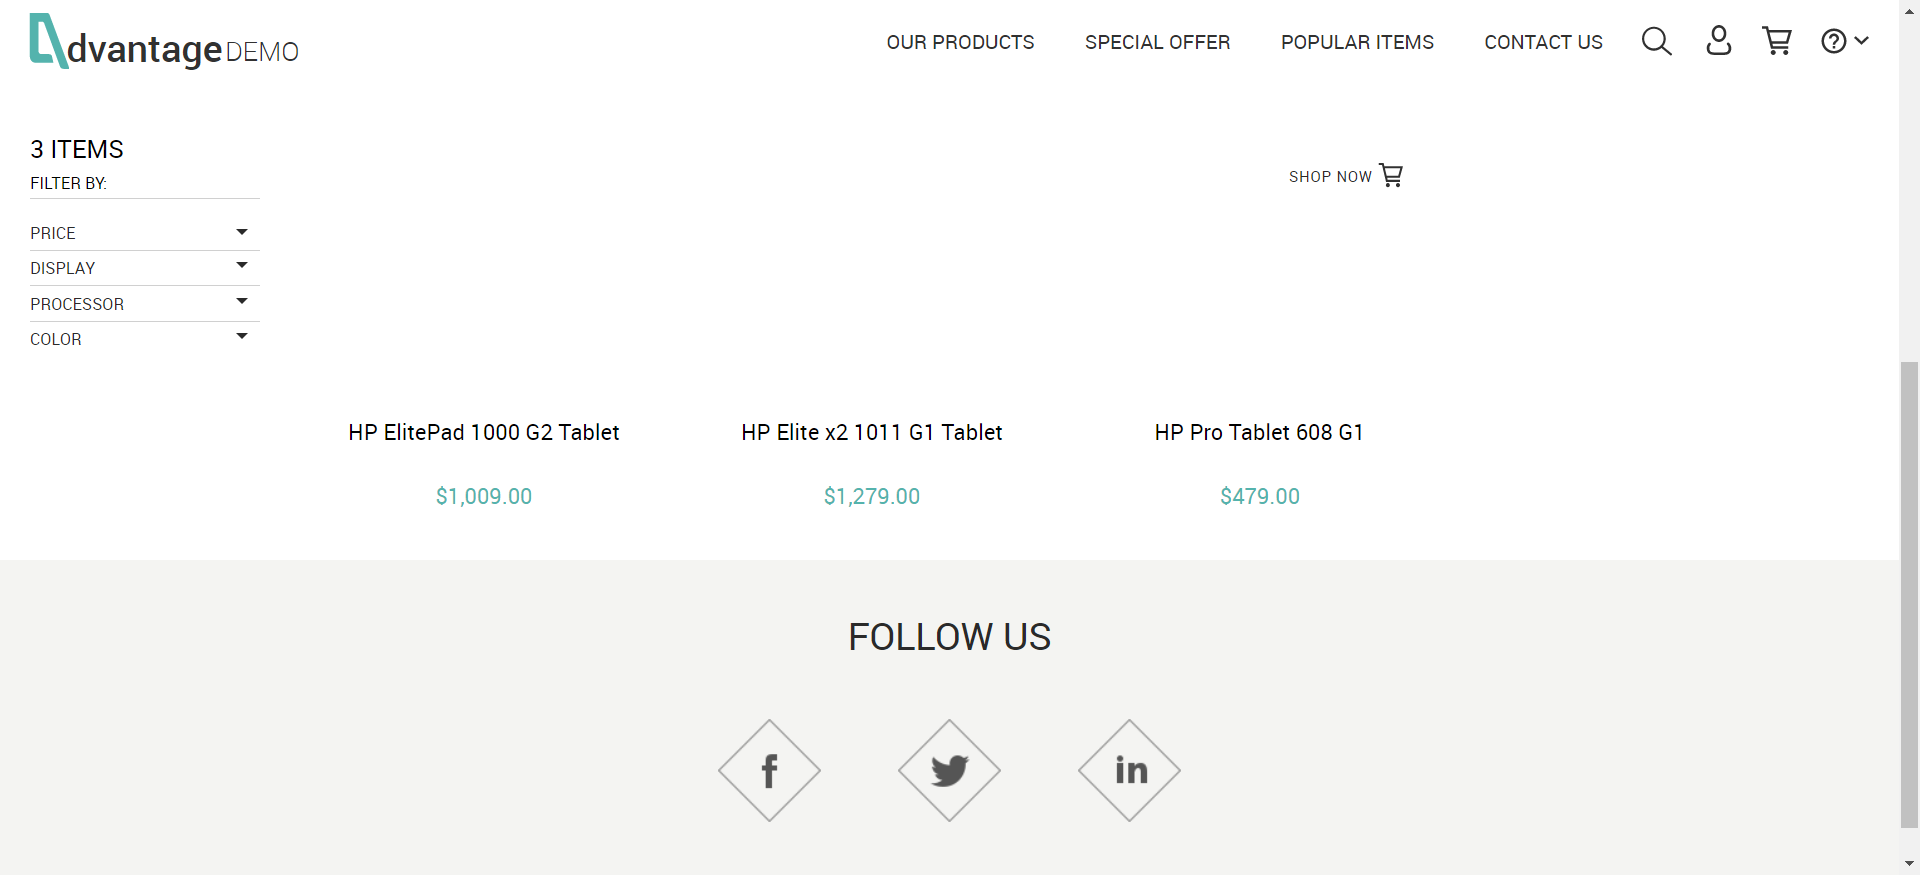 dvantage DEMO
OUR PRODUCTS
SPECIAL OFFER
POPULAR ITEMS
CONTACT US
3 ITEMS
FILTER BY:
PRICE
DISPLAY
PROCESSOR
COLOR
SHOP NOW
HP ElitePad 1000 G2 Tablet
$1,009.00
HP Elite x2 1011 G1 Tablet
$1,279.00
HP Pro Tablet 608 G1
$479.00
FOLLOW US
f
in